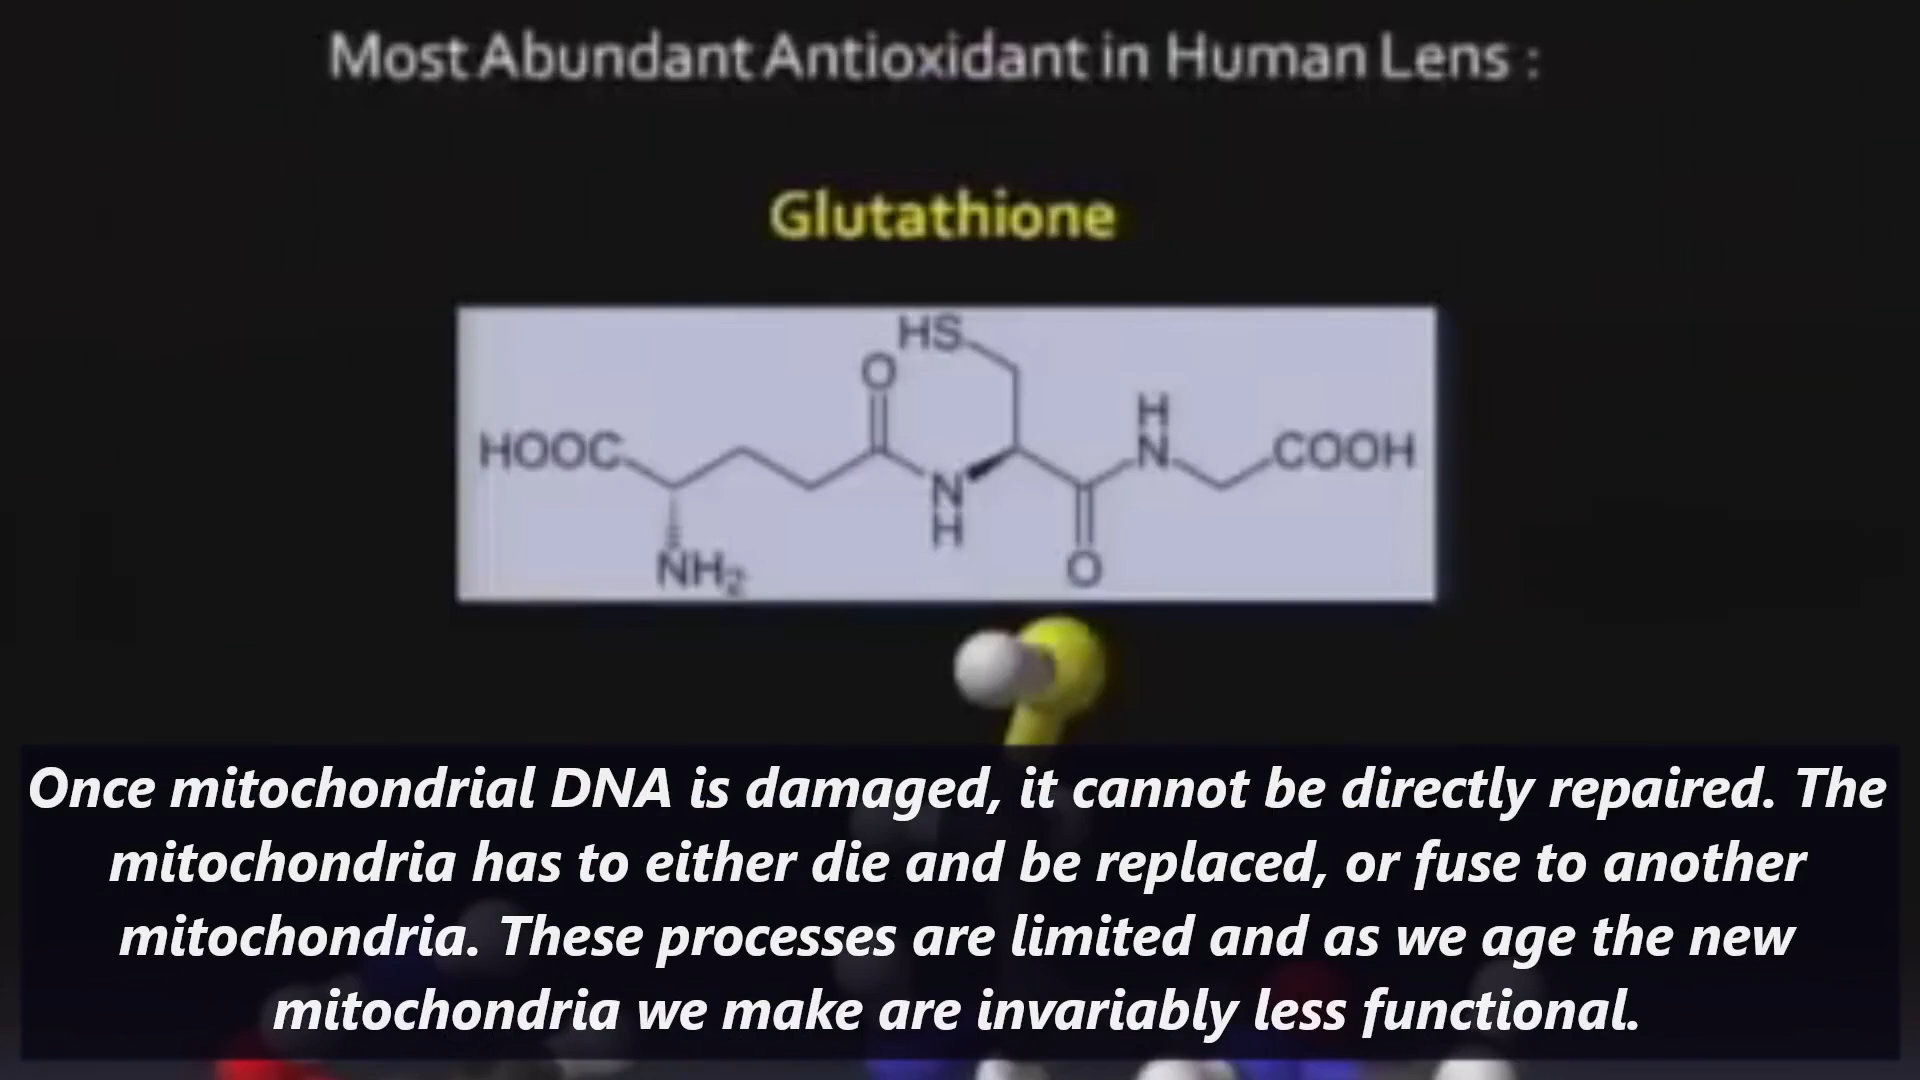 Most Abundant Antioxidant in Human Lens :
Glutathione
HS
O
H
HOOC
N
COOH
N
H
NH₂
O
Once mitochondrial DNA is damaged, it cannot be directly repaired. The
mitochondria has to either die and be replaced, or fuse to another
mitochondria. These processes are limited and as we age the new
mitochondria we make are invariably less functional.